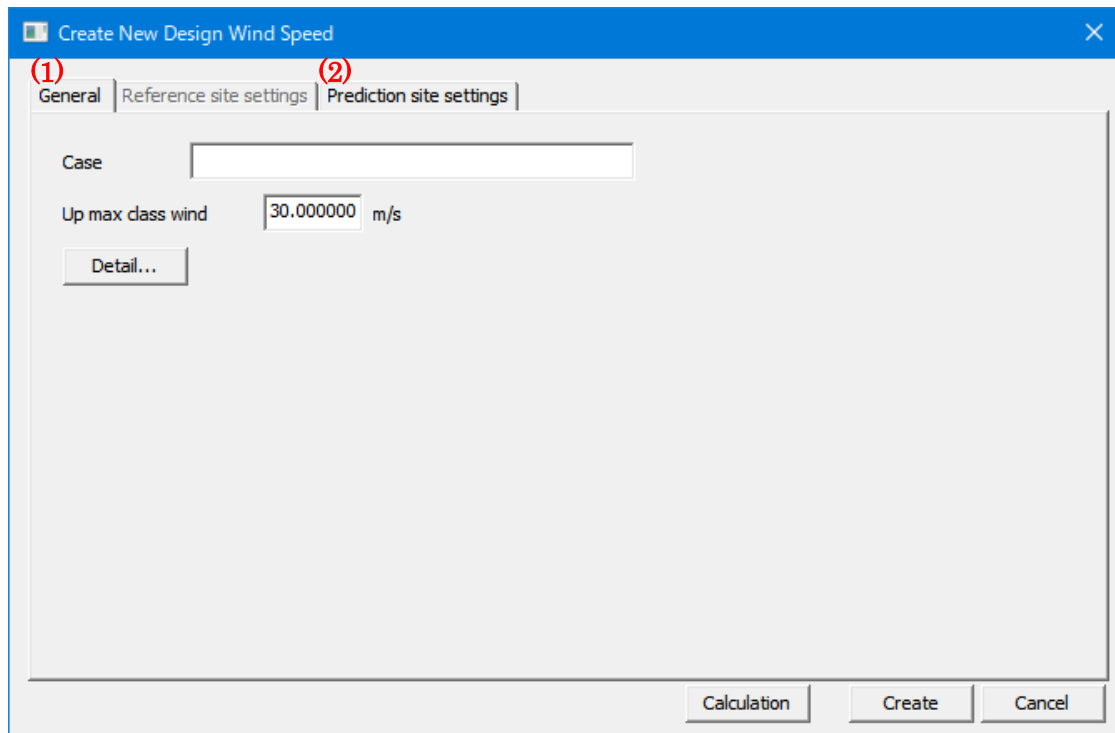 Create New Design Wind Speed
(1) (2)
General Reference site settings Prediction site settings
Case
Up max class wind 30.000000 m/s
Detail...
Calculation Create Cancel